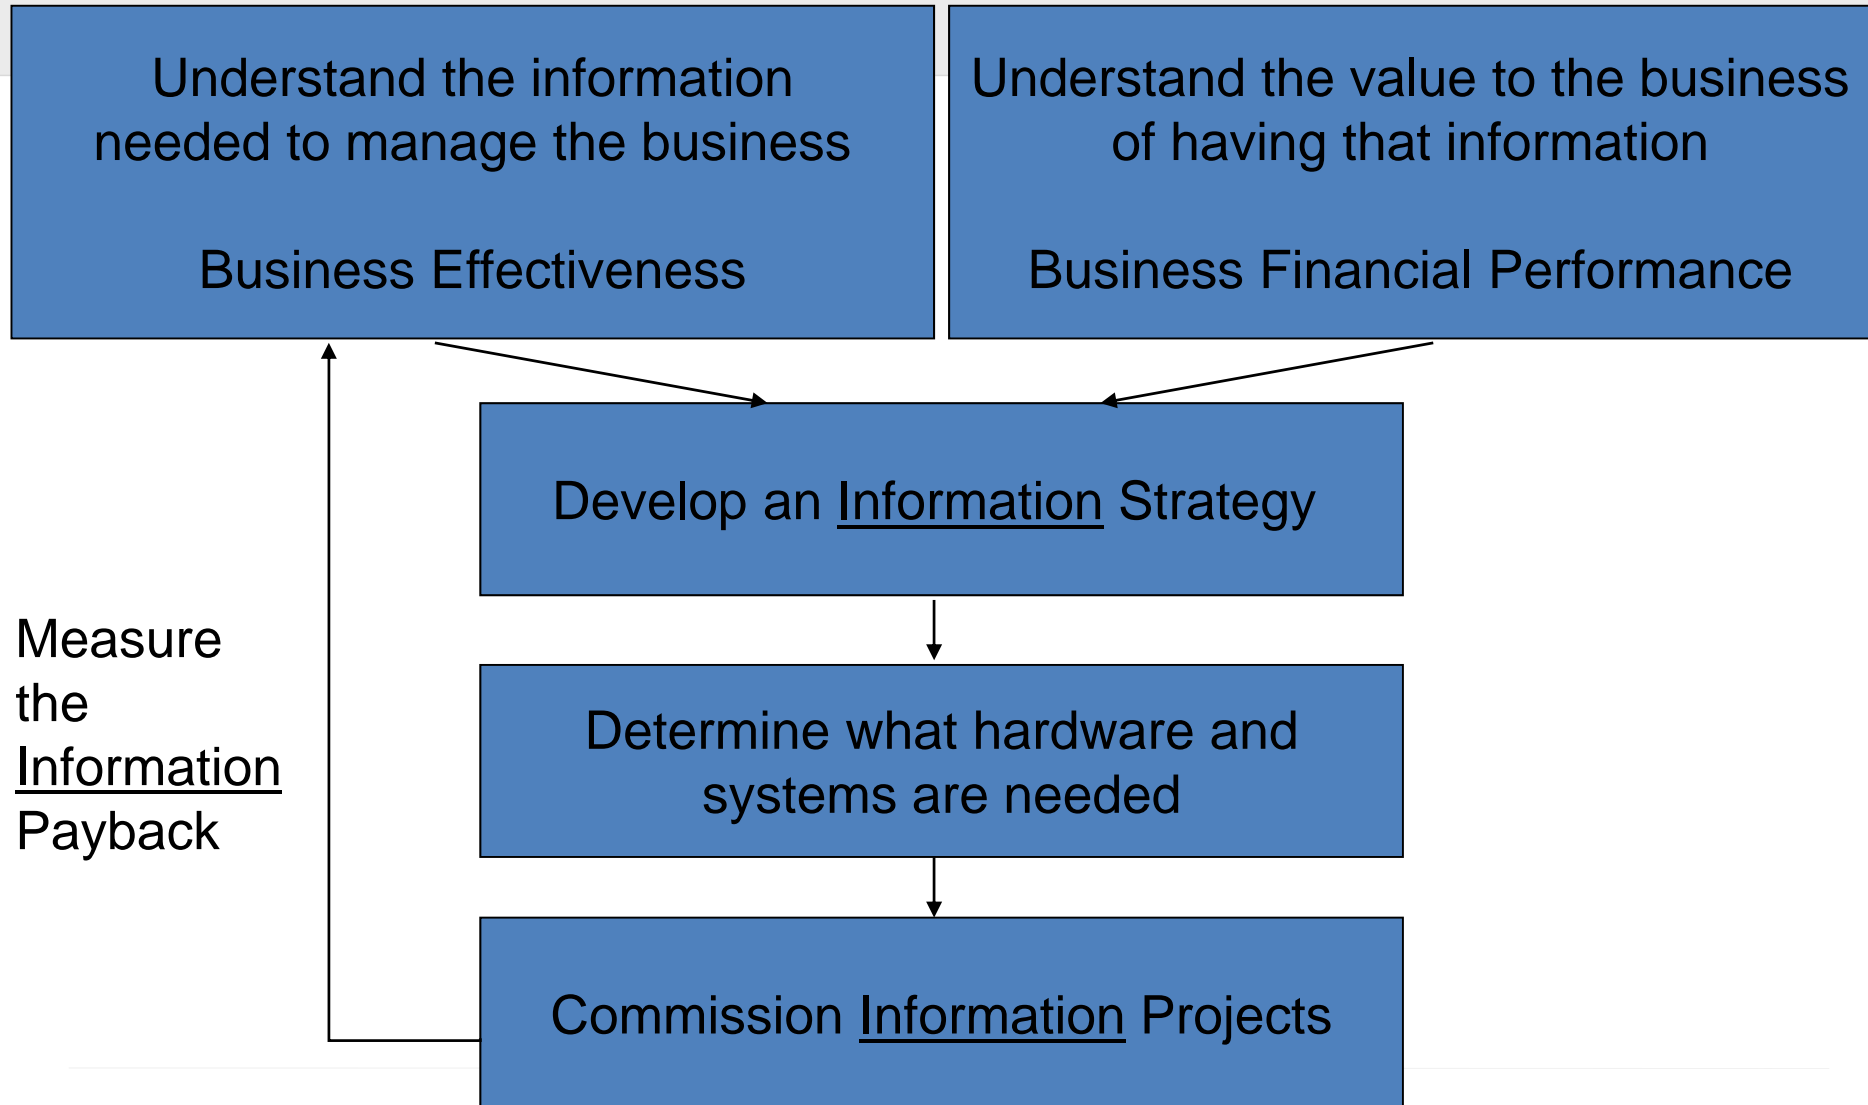 Understand the information
needed to manage the business
Business Effectiveness
Understand the value to the business
of having that information
Business Financial Performance
Develop an Information Strategy
Measure
the
Information
Payback
Determine what hardware and
systems are needed
Commission Information Projects